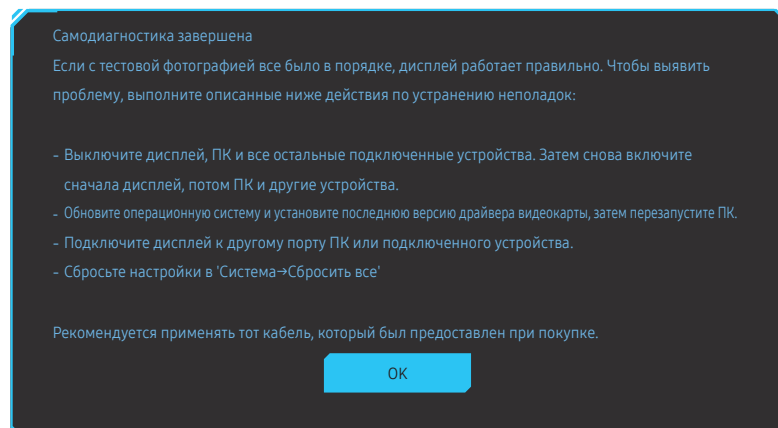 Самодиагностика завершена
Если с тестовой фотографией все было в порядке, дисплей работает правильно. Чтобы выявить
проблему, выполните описанные ниже действия по устранению неполадок:
- Выключите дисплей, ПК и все остальные подключенные устройства. Затем снова включите
сначала дисплей, потом ПК и другие устройства.
- Обновите операционную систему и установите последнюю версию драйвера видеокарты, затем перезапустите ПК.
- Подключите дисплей к другому порту ПК или подключенного устройства.
- Сбросьте настройки в 'Система→Сбросить все'
Рекомендуется применять тот кабель, который был предоставлен при покупке.
OK